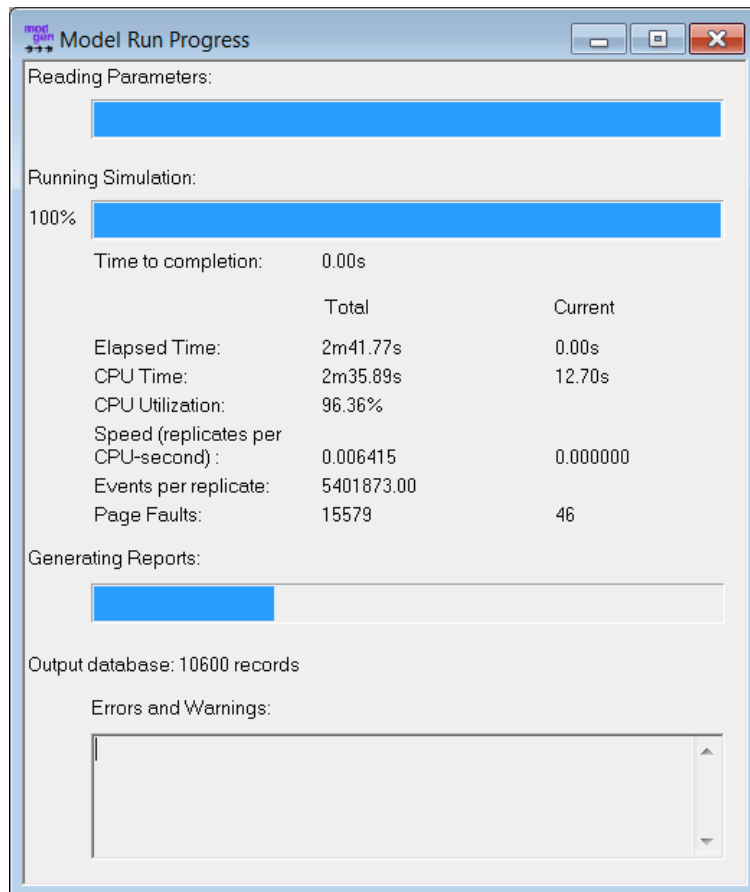 mod
gen
Model Run Progress
Reading Parameters:
Running Simulation:
100%
Time to completion: 0.00s
Total Current
Elapsed Time: 2m41.77s 0.00s
CPU Time: 2m35.89s 12.70s
CPU Utilization: 96.36%
Speed (replicates per
CPU-second) : 0.006415 0.000000
Events per replicate: 5401873.00
Page Faults: 15579 46
Generating Reports:
Output database: 10600 records
Errors and Warnings: